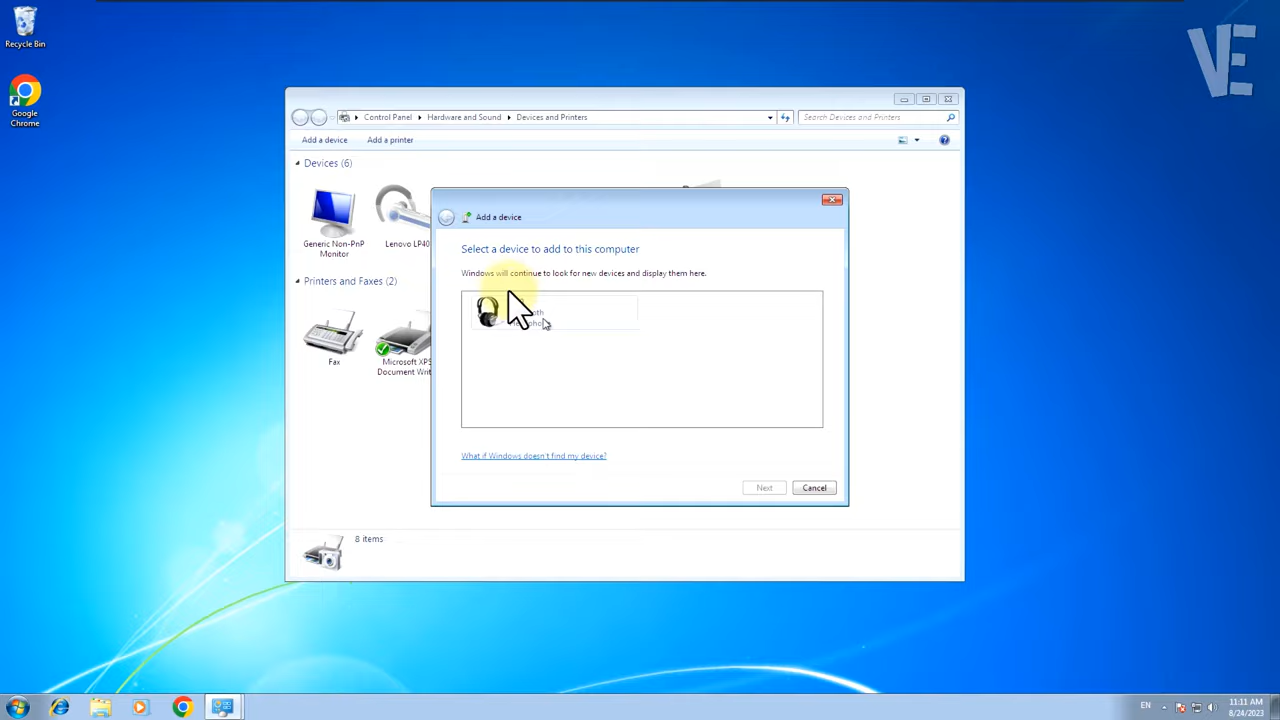 Recycle Bin
VE
Google
Chrome
Control Panel
Hardware and Sound
Devices and Printers
Search Devices and Printers
Add a device
Add a printer
Devices (6)
Generic Non-PnP
Monitor
Lenovo LP40
Printers and Faxes (2)
Fax
Microsoft XPS
Document Writ
Add a device
Select a device to add to this computer
Windows will continue to look for new devices and display them here.
What if Windows doesn't find my device?
Next
Cancel
8 items
EN
11:11 AM
8/24/2023